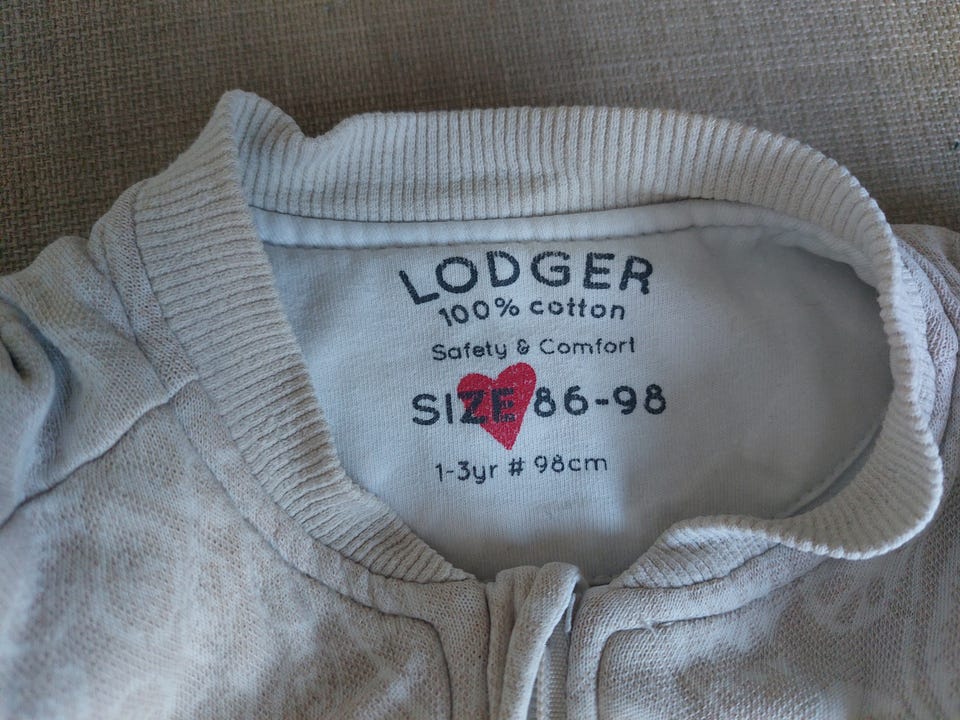 LODGER
100% cotton
Safety & Comfort
SIZE 86-98
1-3yr # 98cm